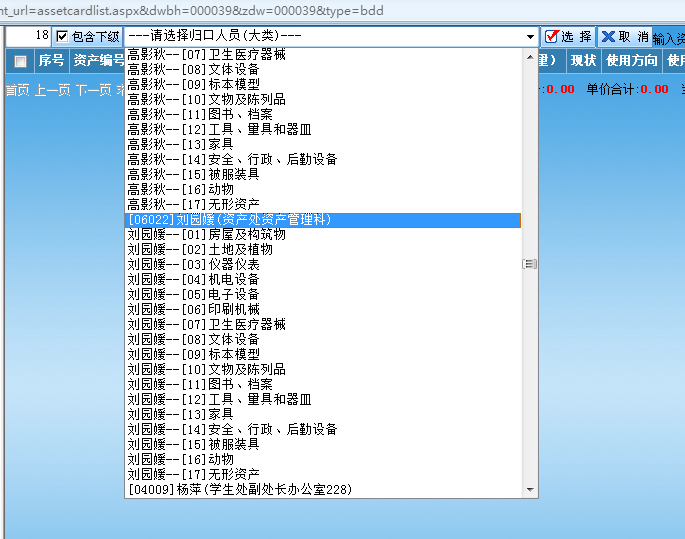 nt_url=assetcardlist.aspx&dwbh=000039&zdw=000039&type=bdd
18 包含下级 ---请选择归口人员(大类)--- 选 择 取 消 输入资
序号 资产编号 量） 现状 使用方向 使用
首页 上一页 下一页 :0.00 单价合计:0.00
高影秋--[07]卫生医疗器械
高影秋--[08]文体设备
高影秋--[09]标本模型
高影秋--[10]文物及陈列品
高影秋--[11]图书、档案
高影秋--[12]工具、量具和器皿
高影秋--[13]家具
高影秋--[14]安全、行政、后勤设备
高影秋--[15]被服装具
高影秋--[16]动物
高影秋--[17]无形资产
[06022]刘园媛(资产处资产管理科)
刘园媛--[01]房屋及构筑物
刘园媛--[02]土地及植物
刘园媛--[03]仪器仪表
刘园媛--[04]机电设备
刘园媛--[05]电子设备
刘园媛--[06]印刷机械
刘园媛--[07]卫生医疗器械
刘园媛--[08]文体设备
刘园媛--[09]标本模型
刘园媛--[10]文物及陈列品
刘园媛--[11]图书、档案
刘园媛--[12]工具、量具和器皿
刘园媛--[13]家具
刘园媛--[14]安全、行政、后勤设备
刘园媛--[15]被服装具
刘园媛--[16]动物
刘园媛--[17]无形资产
[04009]杨萍(学生处副处长办公室228)